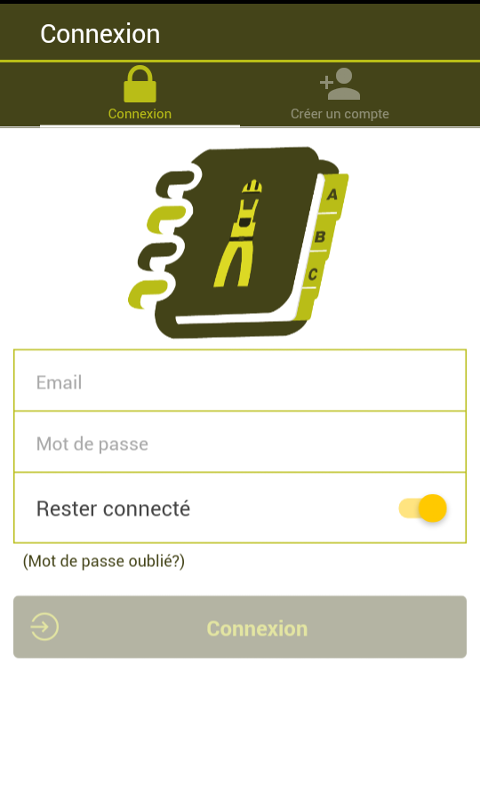 Connexion
Connexion
Créer un compte
A
B
C
Email
Mot de passe
Rester connecté
(Mot de passe oublié?)
Connexion